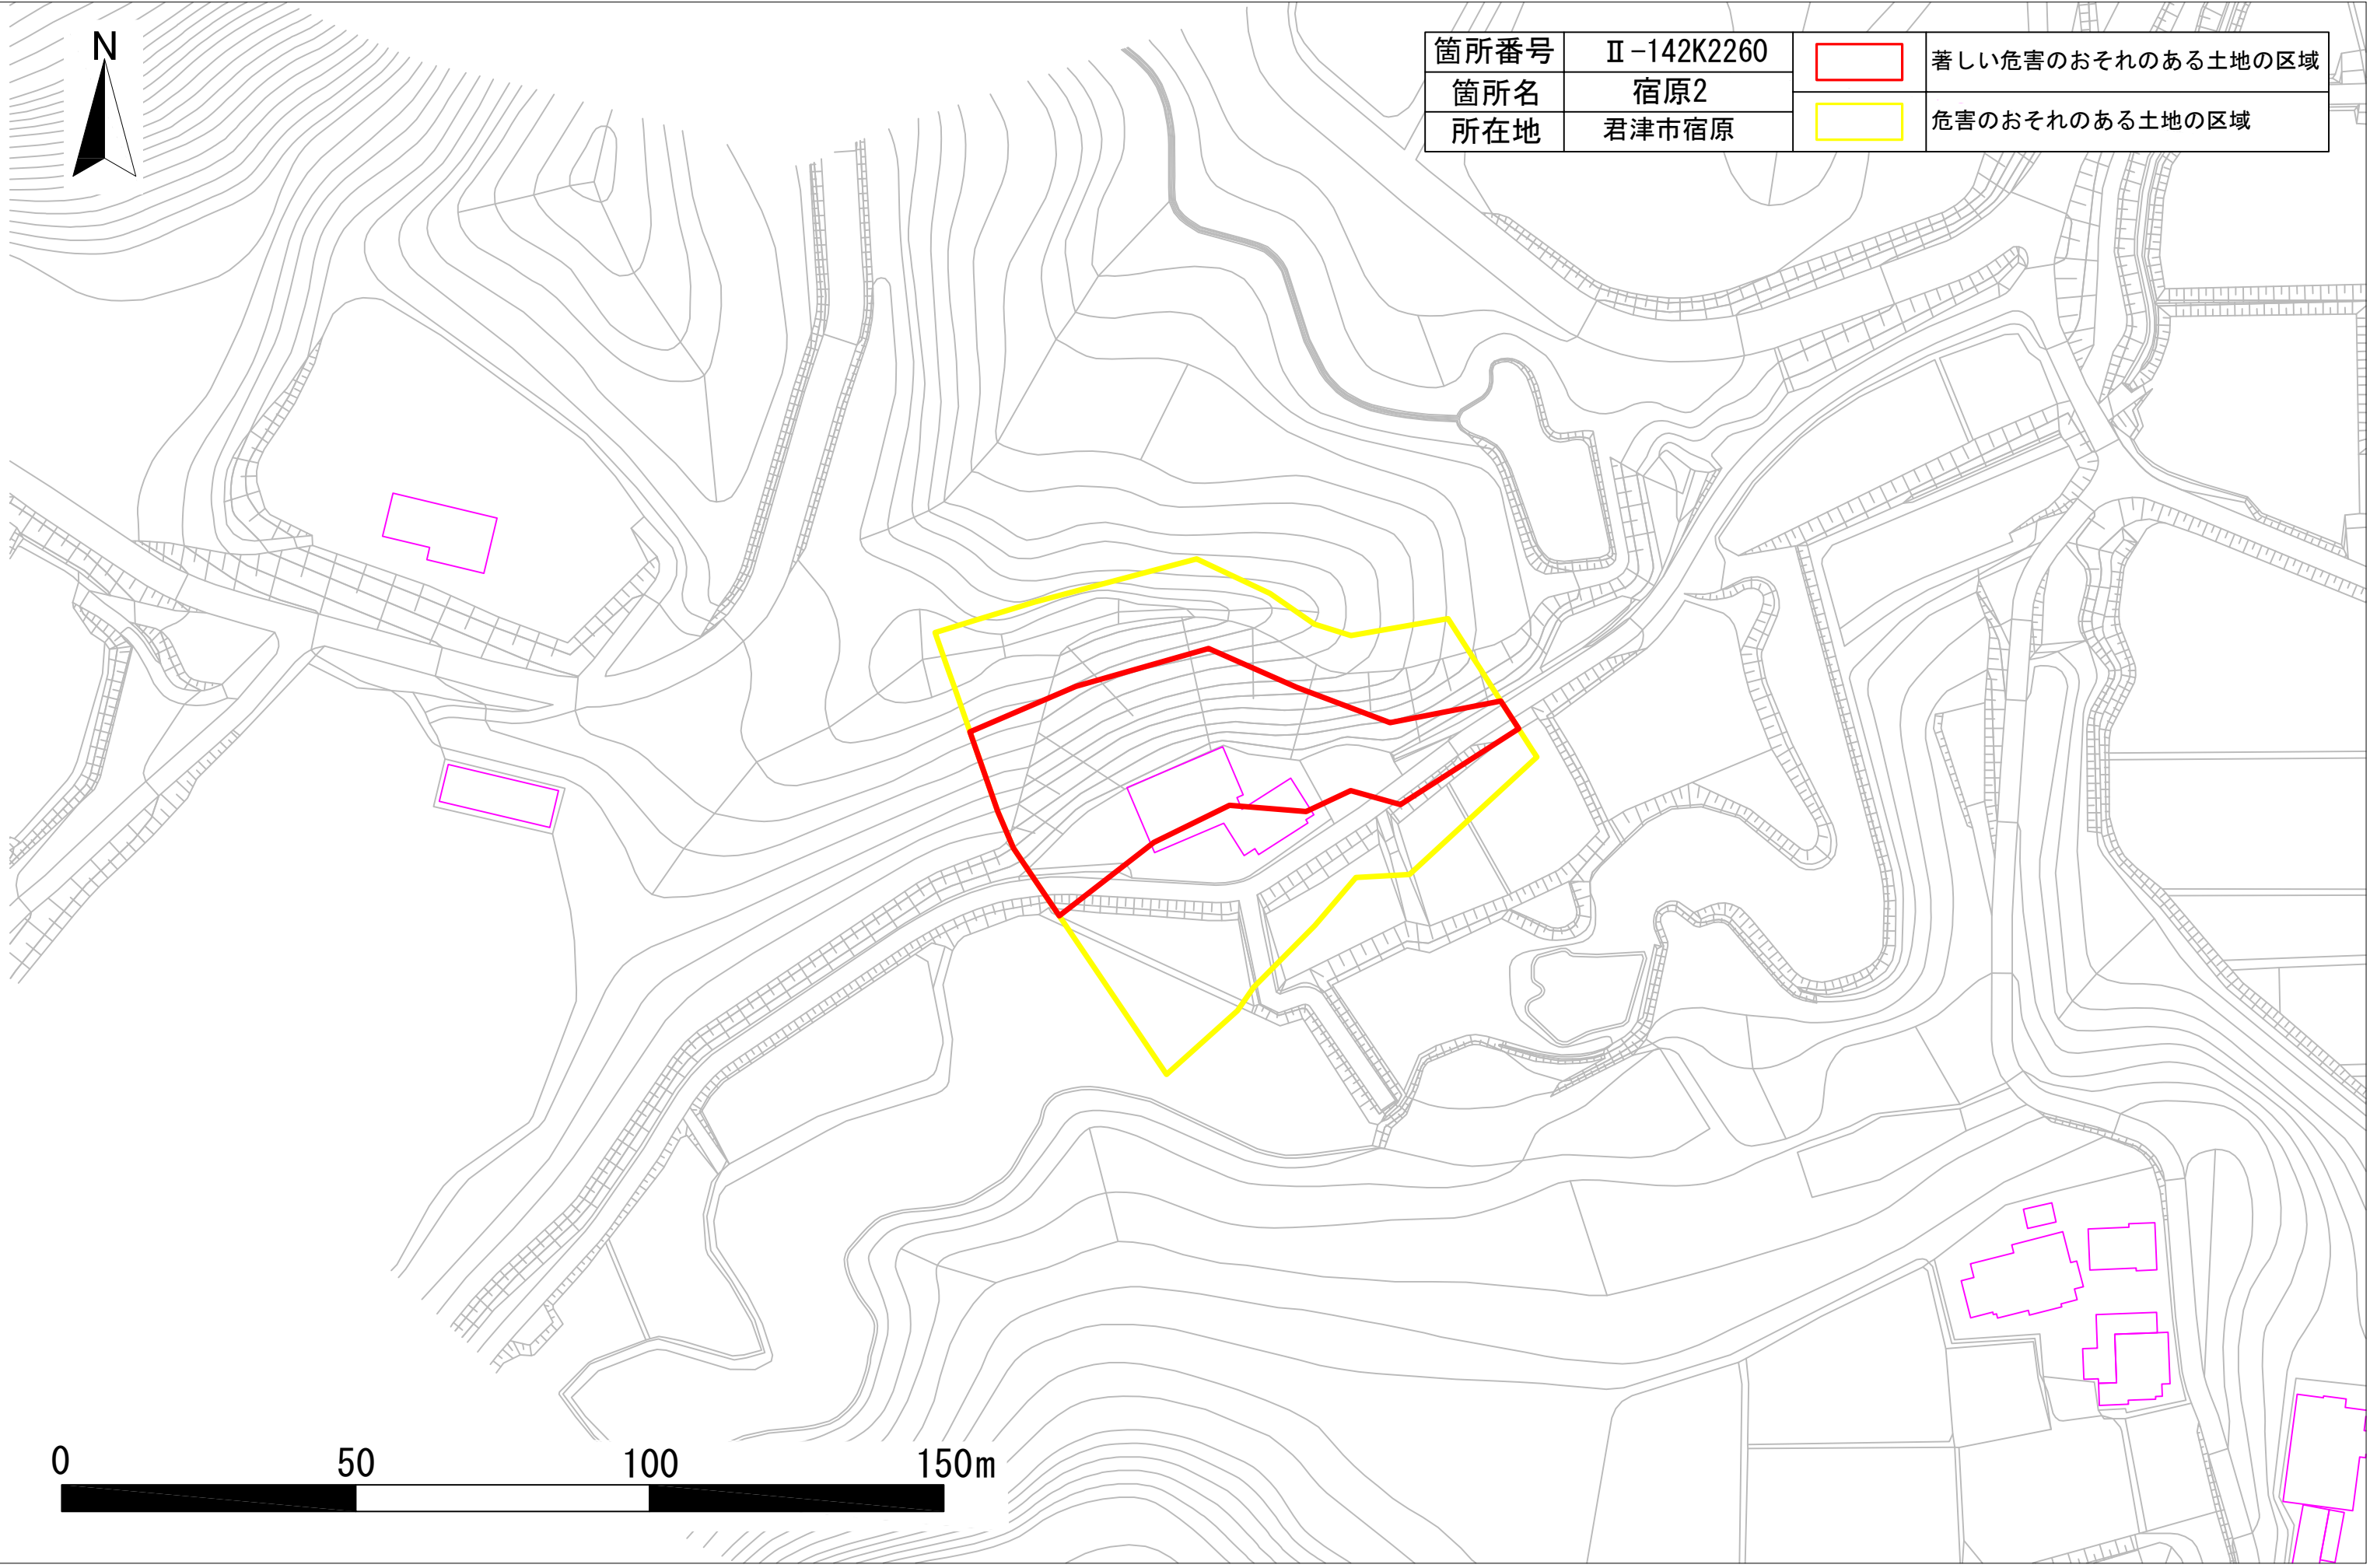 N
箇所番号 Ⅱ-142K2260
箇所名 宿原2
所在地 君津市宿原
著しい危害のおそれのある土地の区域
危害のおそれのある土地の区域
0 50 100 150m